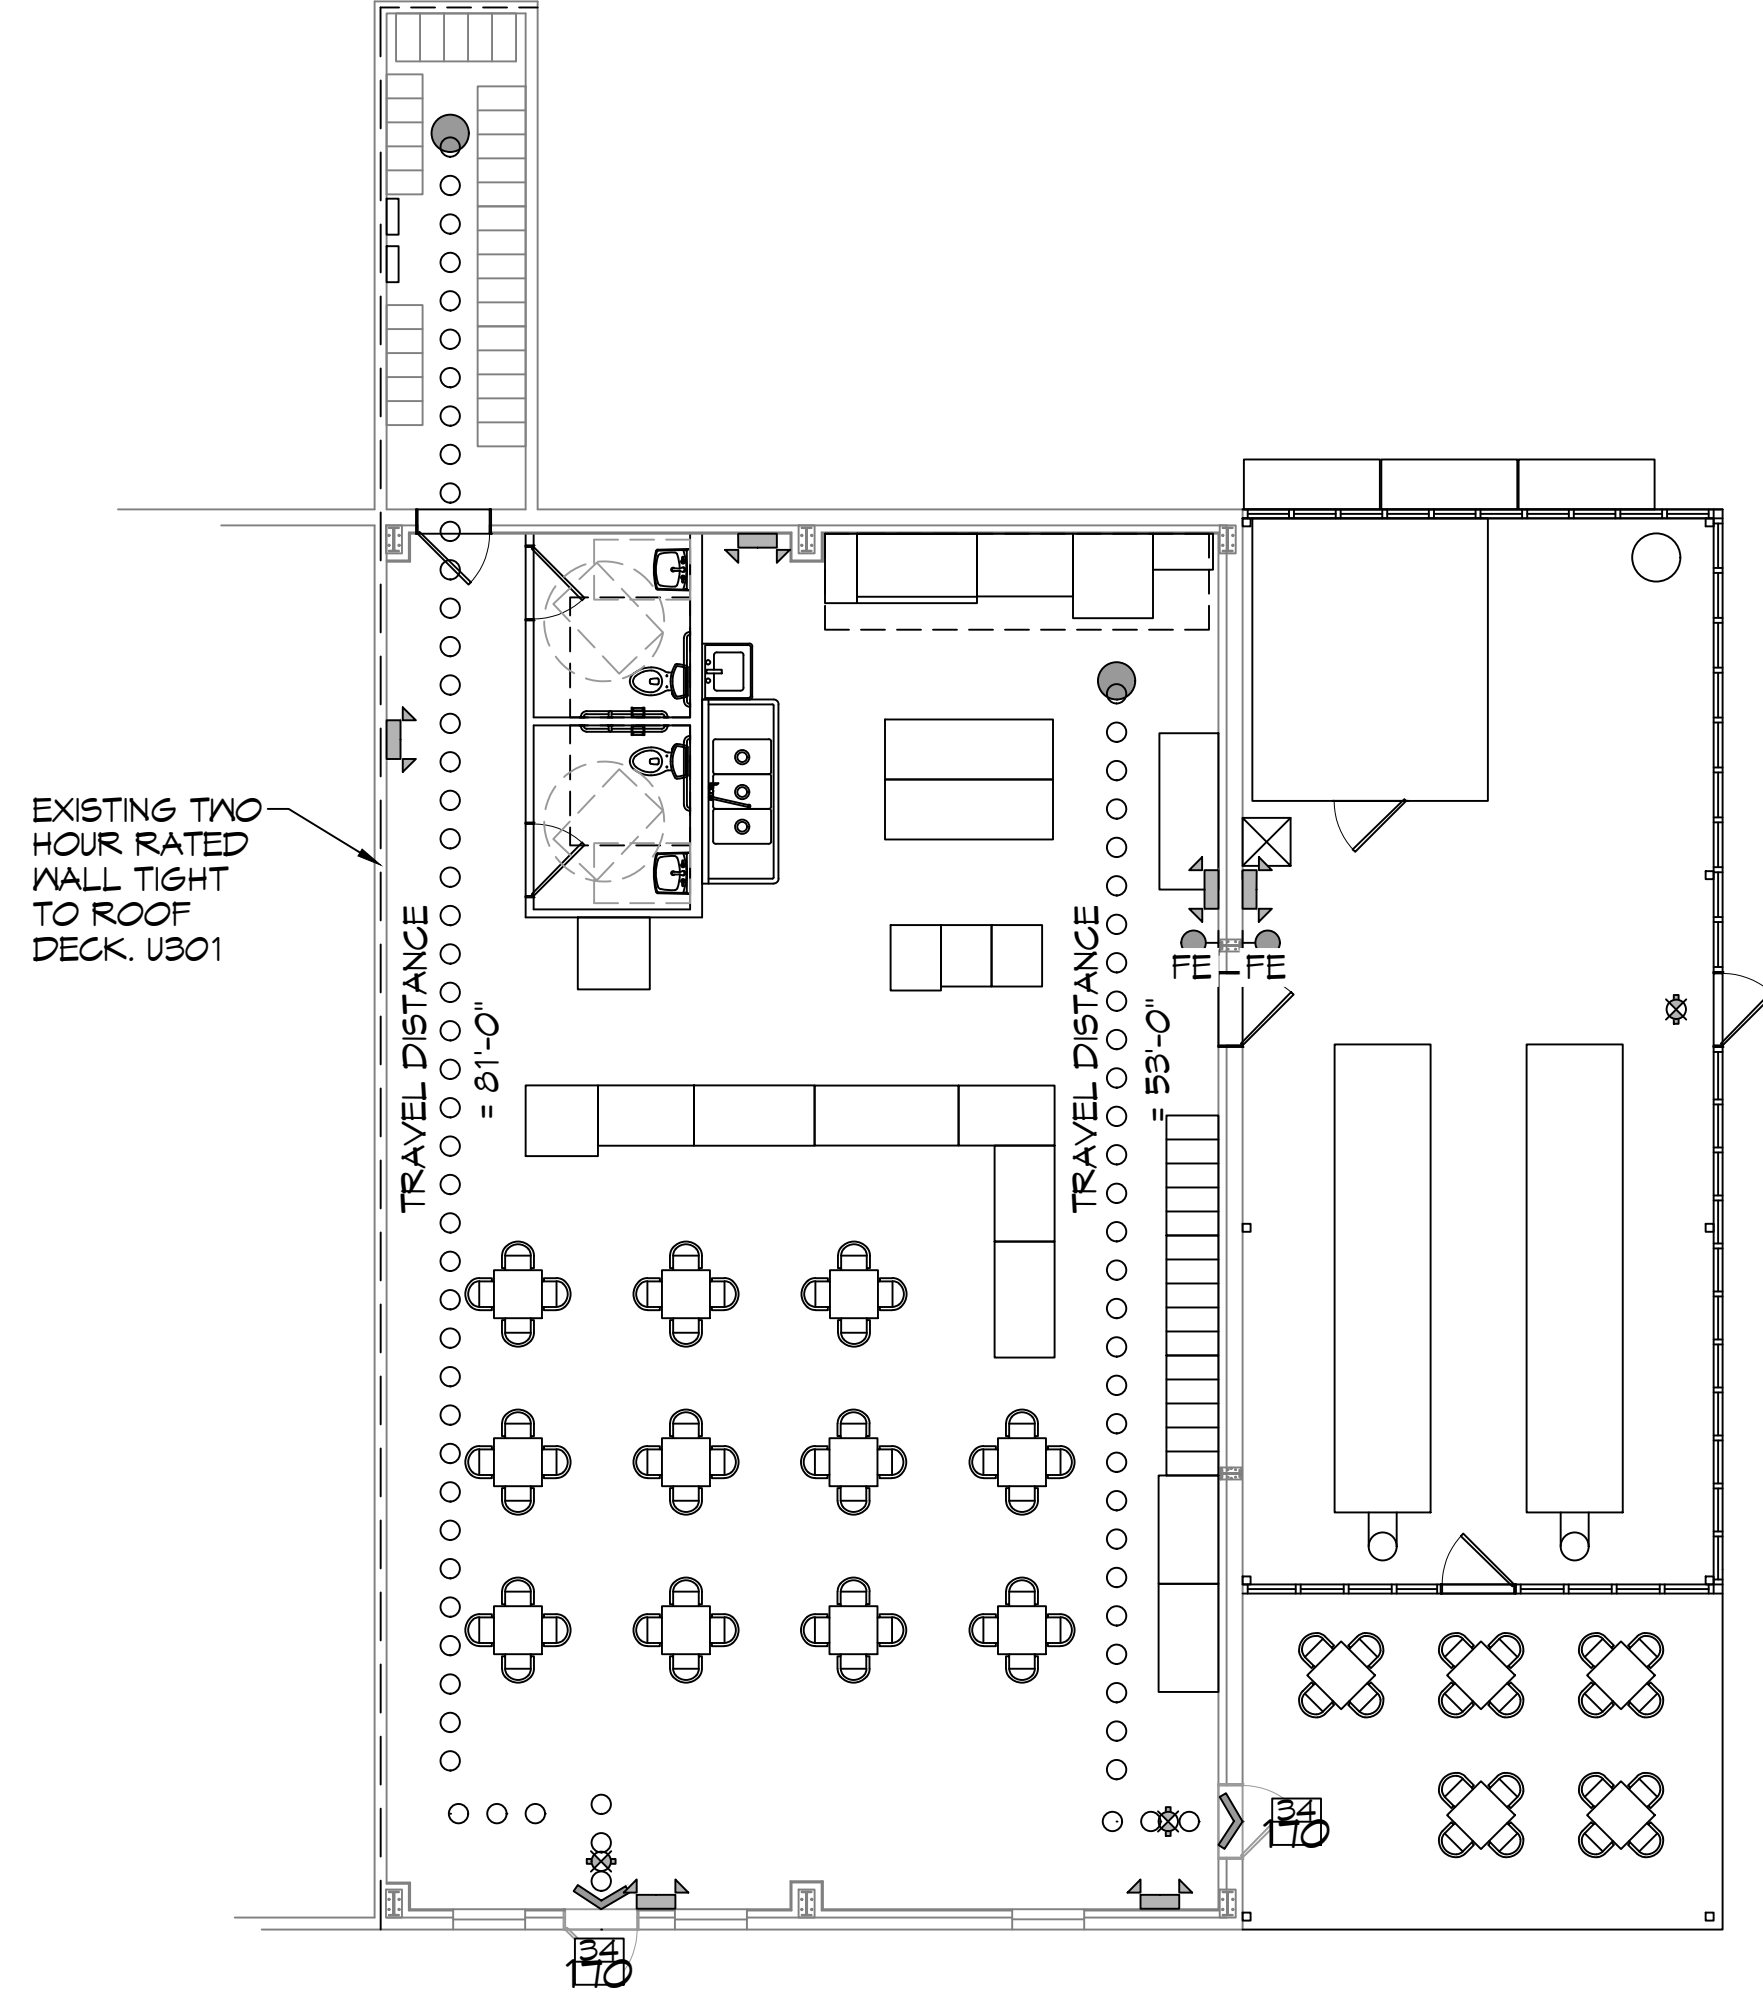 EXISTING TWO
HOUR RATED
WALL TIGHT
TO ROOF
DECK. U301
TRAVEL DISTANCE
= 81'-0"
TRAVEL DISTANCE
= 53'-0"
FE
FE
34
170
34
170